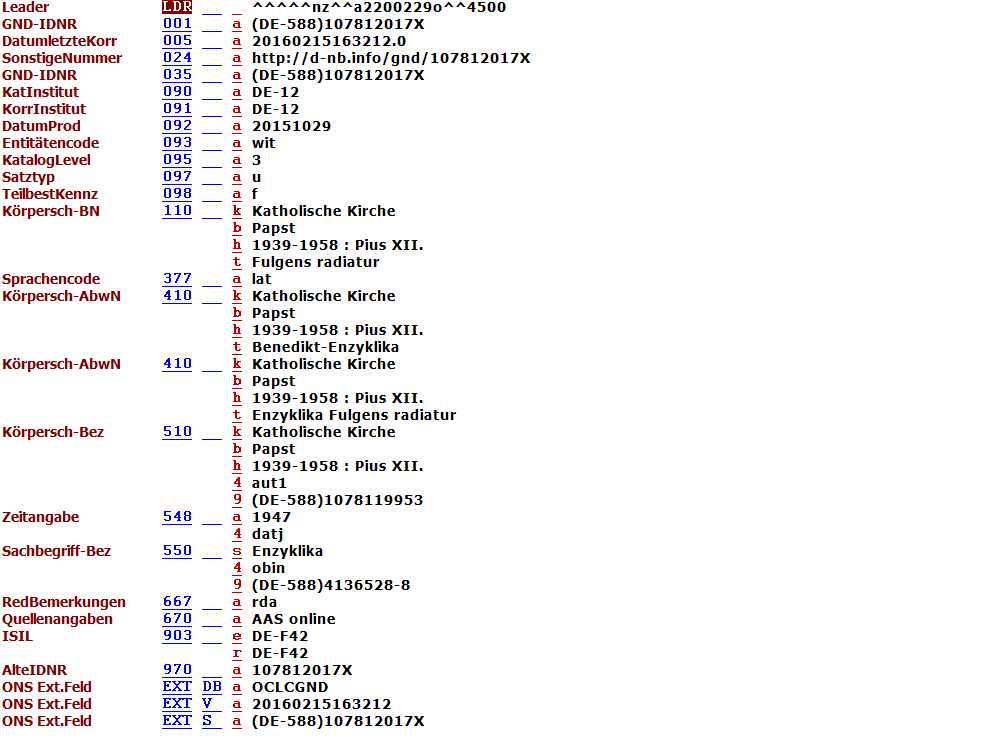 Leader LDR ^^^^^nz^^a2200229o^^4500
GND-IDNR 001 a (DE-588)107812017X
DatumletzteKorr 005 a 20160215163212.0
SonstigeNummer 024 a http://d-nb.info/gnd/107812017X
GND-IDNR 035 a (DE-588)107812017X
KatInstitut 090 a DE-12
KorrInstitut 091 a DE-12
DatumProd 092 a 20151029
Entitätencode 093 a wit
KatalogLevel 095 a 3
Satztyp 097 a u
TeilbestKennz 098 a f
Körpersch-BN 110 k Katholische Kirche
b Papst
h 1939-1958 : Pius XII.
t Fulgens radiatur
Sprachencode 377 a lat
Körpersch-AbwN 410 k Katholische Kirche
b Papst
h 1939-1958 : Pius XII.
t Benedikt-Enzyklika
Körpersch-AbwN 410 k Katholische Kirche
b Papst
h 1939-1958 : Pius XII.
t Enzyklika Fulgens radiatur
Körpersch-Bez 510 k Katholische Kirche
b Papst
h 1939-1958 : Pius XII.
4 aut1
9 (DE-588)1078119953
Zeitangabe 548 a 1947
4 datj
Sachbegriff-Bez 550 s Enzyklika
4 obin
9 (DE-588)4136528-8
RedBemerkungen 667 a rda
Quellenangaben 670 a AAS online
ISIL 903 e DE-F42
r DE-F42
AlteIDNR 970 a 107812017X
ONS Ext.Feld EXT DB a OCLCGND
ONS Ext.Feld EXT V a 20160215163212
ONS Ext.Feld EXT S a (DE-588)107812017X